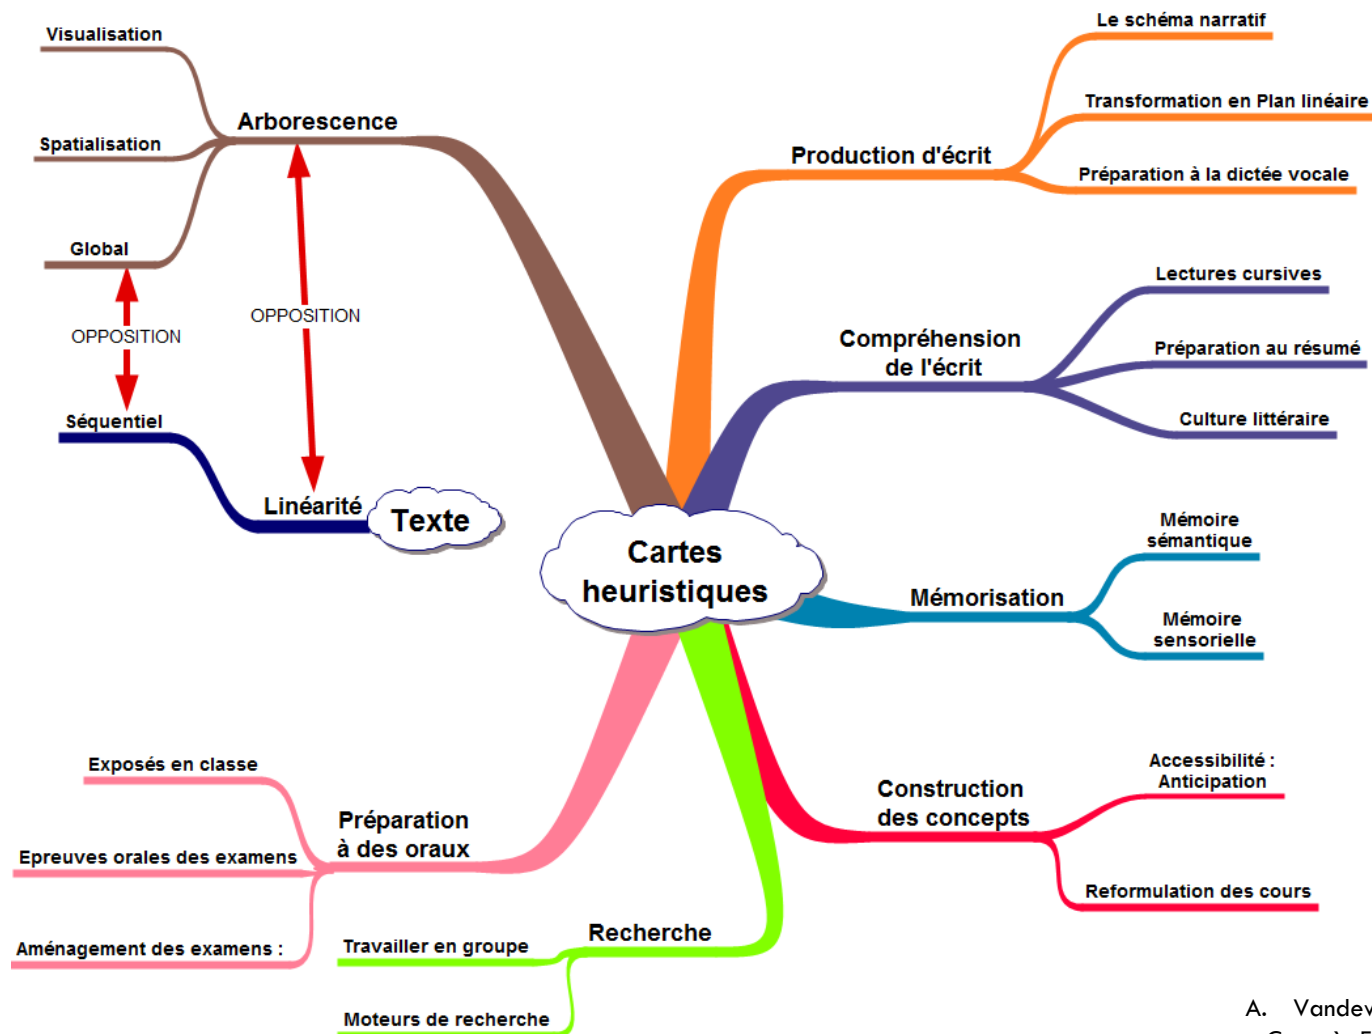 Cartes
heuristiques
Arborescence
Visualisation
Spatialisation
Global
OPPOSITION
OPPOSITION
Séquentiel
Linéarité
Texte
Production d'écrit
Le schéma narratif
Transformation en Plan linéaire
Préparation à la dictée vocale
Compréhension
de l'écrit
Lectures cursives
Préparation au résumé
Culture littéraire
Mémorisation
Mémoire
sémantique
Mémoire
sensorielle
Construction
des concepts
Accessibilité :
Anticipation
Reformulation des cours
Recherche
Travailler en groupe
Moteurs de recherche
Préparation
à des oraux
Exposés en classe
Epreuves orales des examens
Aménagement des examens :
A. Vandev